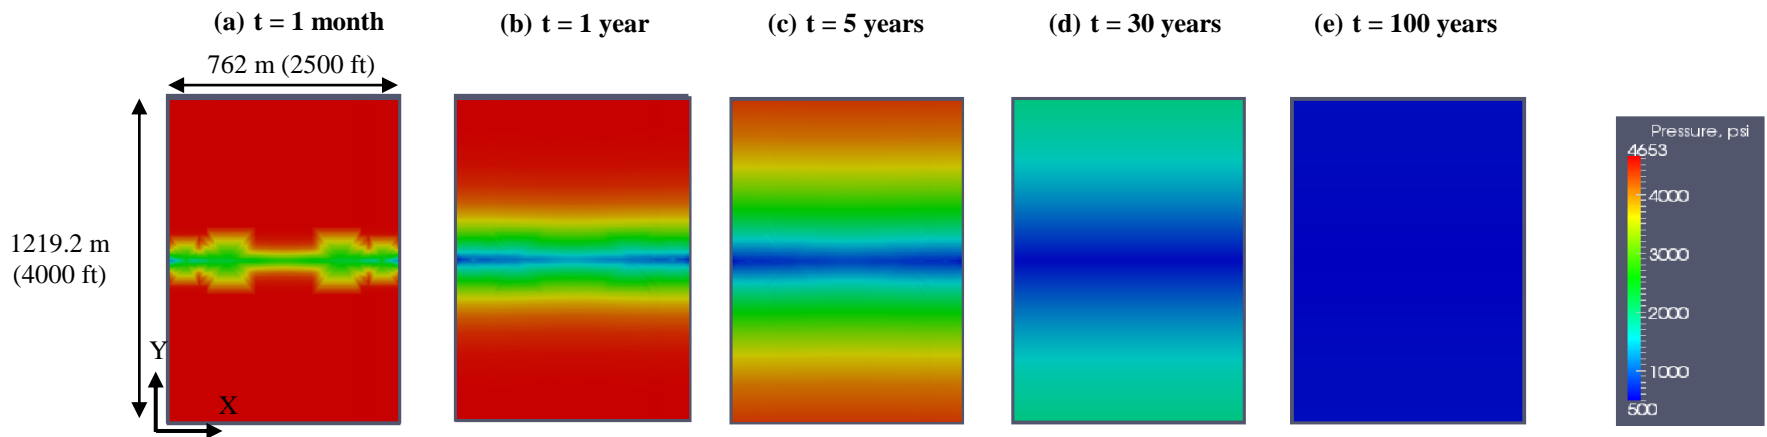 (a) t = 1 month
(b) t = 1 year
(c) t = 5 years
(d) t = 30 years
(e) t = 100 years
762 m (2500 ft)
1219.2 m
(4000 ft)
Y
X
Pressure, psi
4653
4000
3000
2000
1000
500